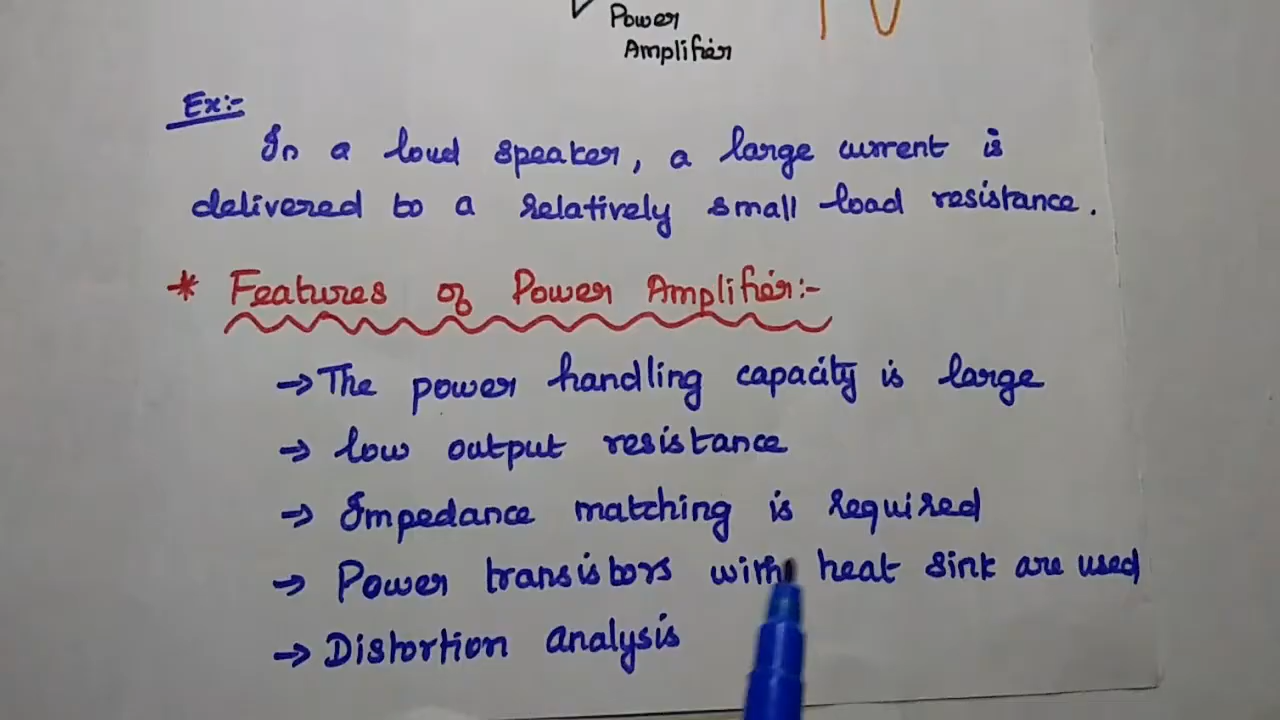 Power
Amplifier
Ex:-
In a loud speaker, a large current is
delivered to a relatively small load resistance.
* Features of Power Amplifier:-
→ The power handling capacity is large
→ low output resistance
→ Impedance matching is required
→ Power transistors with heat sink are used
→ Distortion analysis